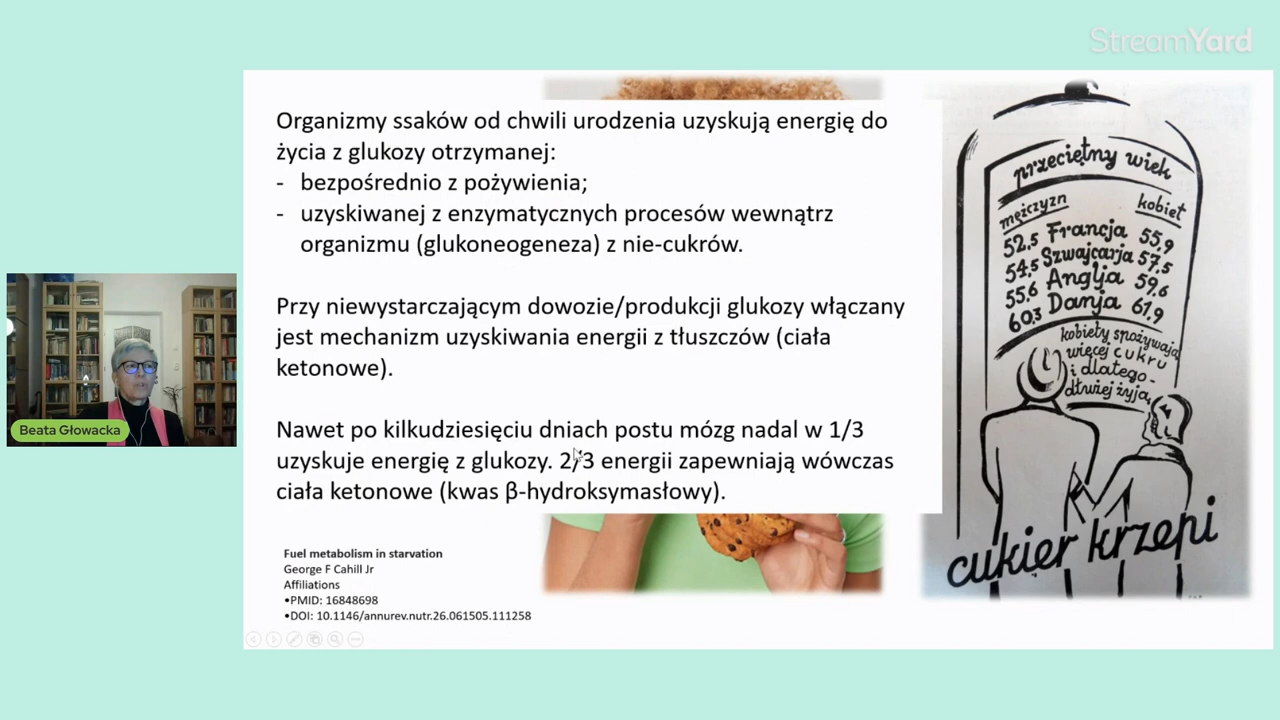 StreamYard
Organizmy ssaków od chwili urodzenia uzyskują energię do
życia z glukozy otrzymanej:
- bezpośrednio z pożywienia;
- uzyskiwanej z enzymatycznych procesów wewnątrz
organizmu (glukoneogeneza) z nie-cukrów.
Przy niewystarczającym dowozie/produkcji glukozy włączany
jest mechanizm uzyskiwania energii z tłuszczów (ciała
ketonowe).
Nawet po kilkudziesięciu dniach postu mózg nadal w 1/3
uzyskuje energię z glukozy. 2/3 energii zapewniają wówczas
ciała ketonowe (kwas β-hydroksymasłowy).
Fuel metabolism in starvation
George F Cahill Jr
Affiliations
•PMID: 16848698
•DOI: 10.1146/annurev.nutr.26.061505.111258
przeciętny wiek
mężczyzn kobiet
52,5 Francja 55,9
54,5 Szwajcarja 57,5
55,6 Anglja 59,6
60,3 Danja 61,9
kobiety spożywają
więcej cukru
i dlatego-
dłużej żyją
cukier krzepi
Beata Głowacka